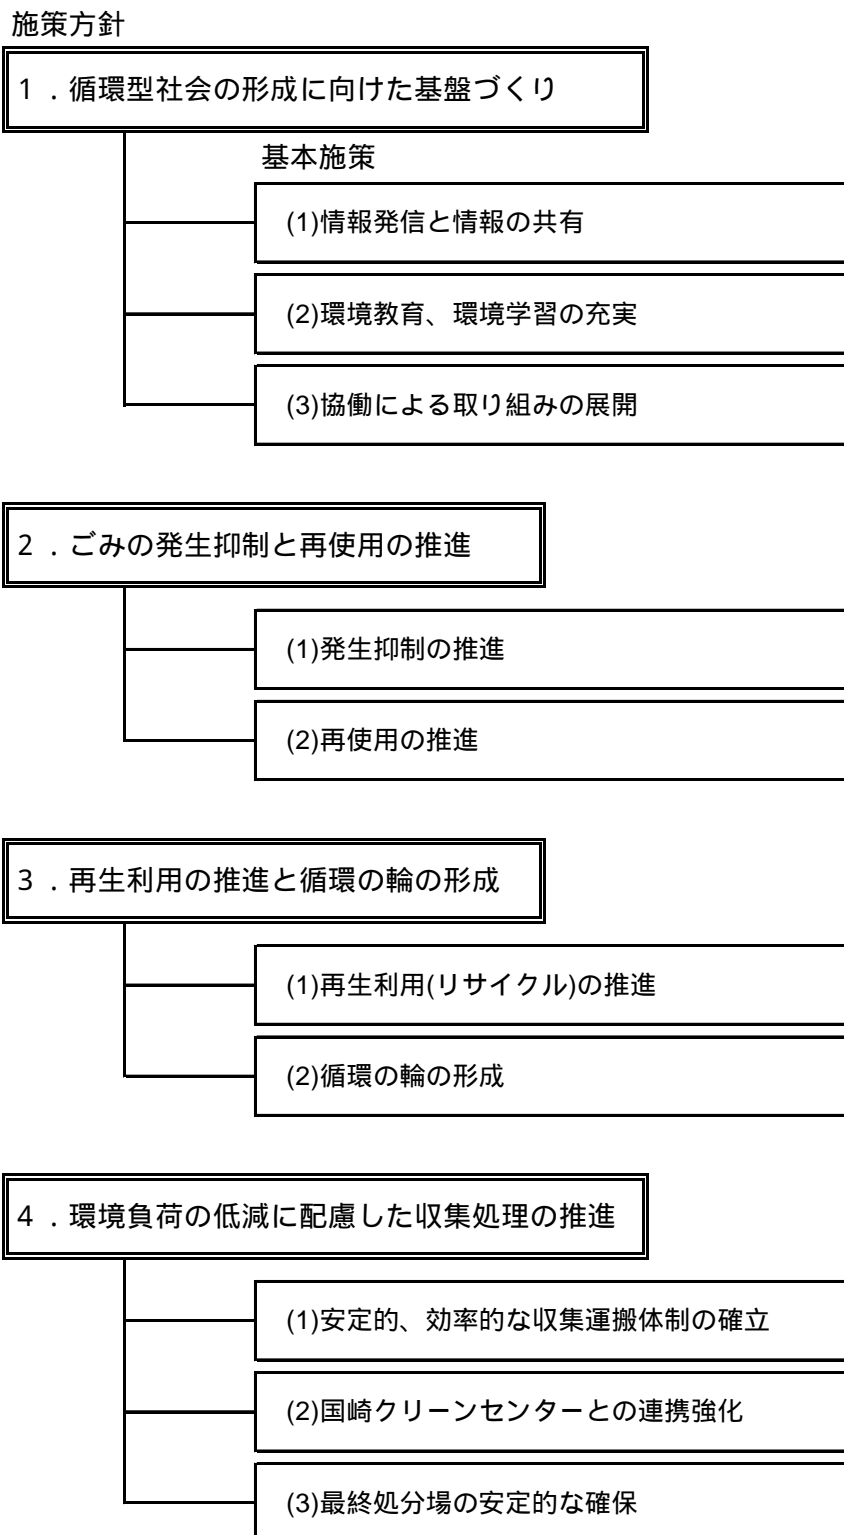 施策方針
1．循環型社会の形成に向けた基盤づくり
基本施策
(1)情報発信と情報の共有
(2)環境教育、環境学習の充実
(3)協働による取り組みの展開
2．ごみの発生抑制と再使用の推進
(1)発生抑制の推進
(2)再使用の推進
3．再生利用の推進と循環の輪の形成
(1)再生利用(リサイクル)の推進
(2)循環の輪の形成
4．環境負荷の低減に配慮した収集処理の推進
(1)安定的、効率的な収集運搬体制の確立
(2)国崎クリーンセンターとの連携強化
(3)最終処分場の安定的な確保